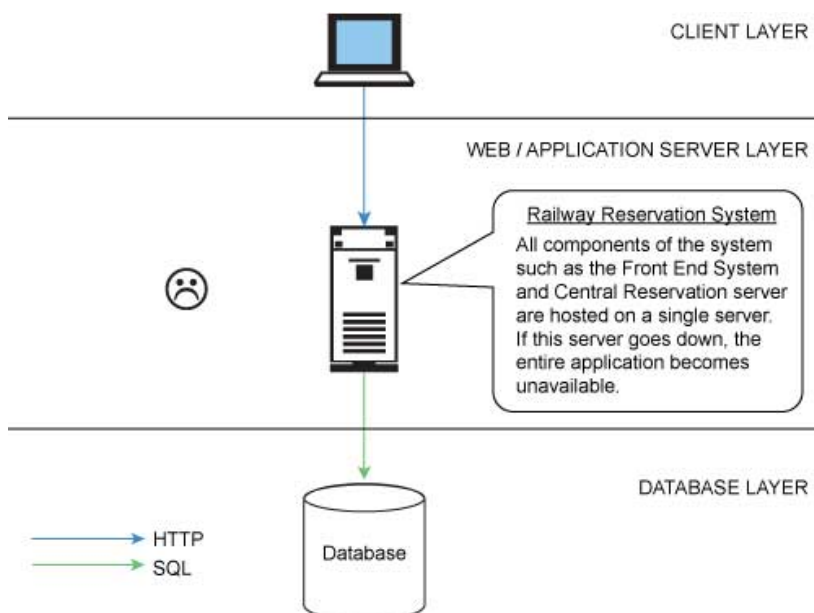 CLIENT LAYER
WEB / APPLICATION SERVER LAYER
Railway Reservation System
All components of the system
such as the Front End System
and Central Reservation server
are hosted on a single server.
If this server goes down, the
entire application becomes
unavailable.
DATABASE LAYER
HTTP
SQL
Database